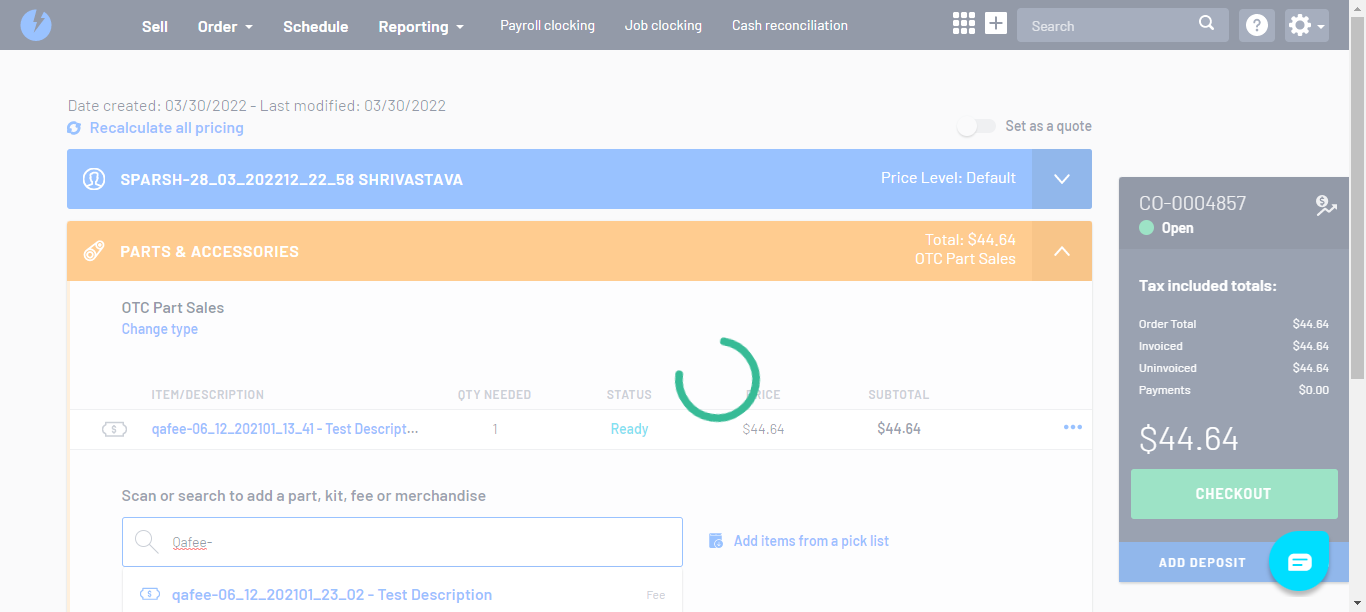 Sell Order Schedule Reporting Payroll clocking Job clocking Cash reconciliation Search
Date created: 03/30/2022 - Last modified: 03/30/2022
Recalculate all pricing
Set as a quote
SPARSH-28_03_202212_22_58 SHRIVASTAVA
Price Level: Default
PARTS & ACCESSORIES
Total: $44.64
OTC Part Sales
OTC Part Sales
Change type
ITEM/DESCRIPTION QTY NEEDED STATUS PRICE SUBTOTAL
qafee-06_12_202101_13_41 - Test Descript... 1 Ready $44.64 $44.64
Scan or search to add a part, kit, fee or merchandise
Qafee-
Add items from a pick list
qafee-06_12_202101_23_02 - Test Description Fee
CO-0004857
Open
Tax included totals:
Order Total $44.64
Invoiced $44.64
Uninvoiced $44.64
Payments $0.00
$44.64
CHECKOUT
ADD DEPOSIT